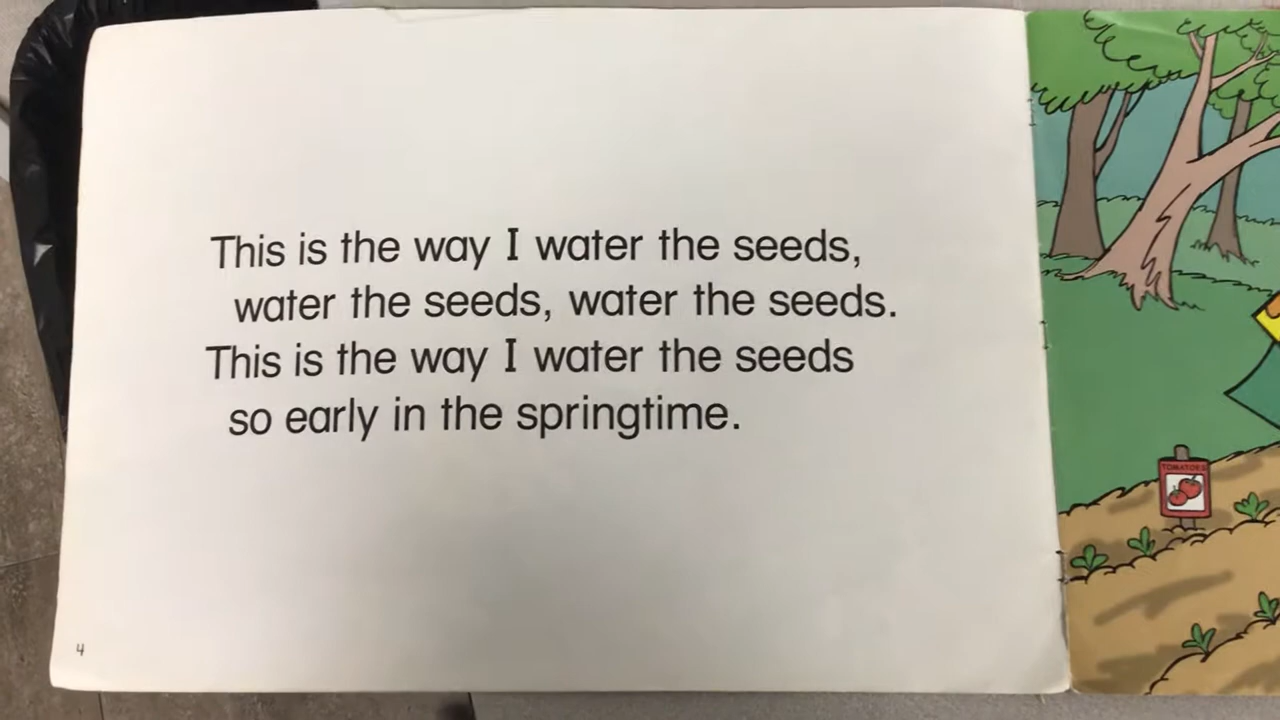 This is the way I water the seeds,
water the seeds, water the seeds.
This is the way I water the seeds
so early in the springtime.
4
TOMATOES